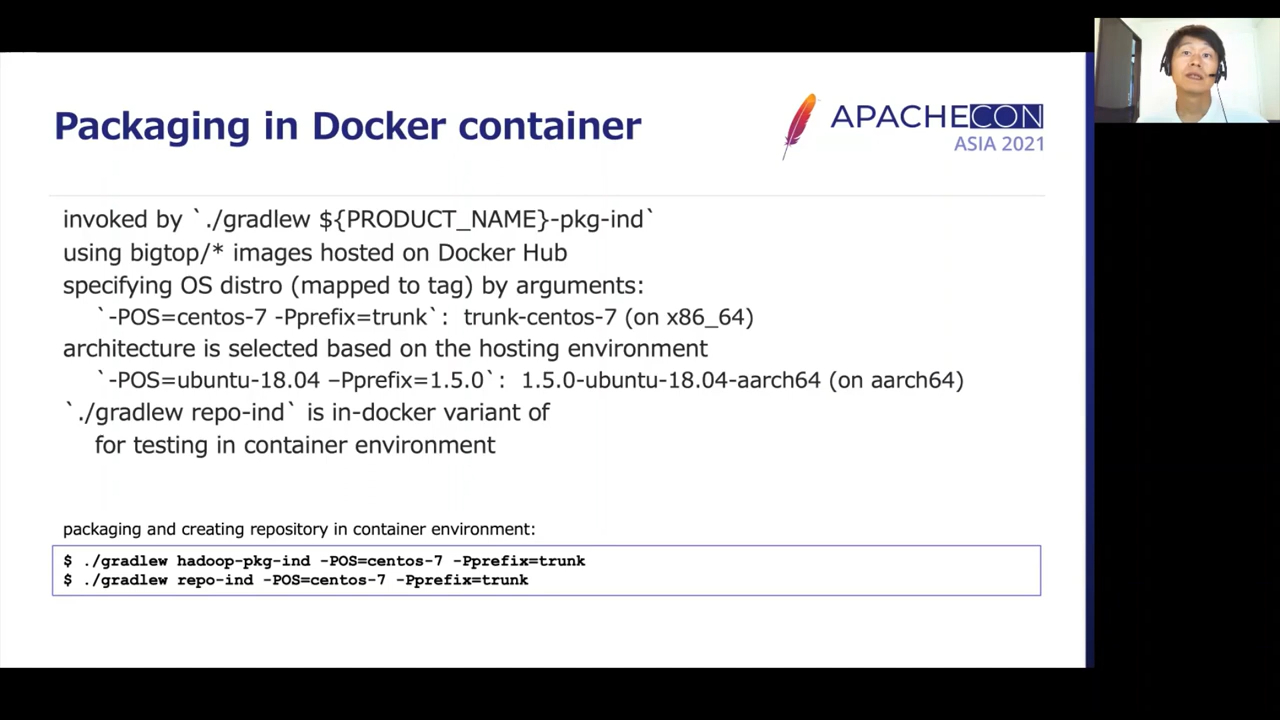 Packaging in Docker container
APACHECON
ASIA 2021
invoked by `./gradlew ${PRODUCT_NAME}-pkg-ind`
using bigtop/* images hosted on Docker Hub
specifying OS distro (mapped to tag) by arguments:
`-POS=centos-7 -Pprefix=trunk`: trunk-centos-7 (on x86_64)
architecture is selected based on the hosting environment
`-POS=ubuntu-18.04 –Pprefix=1.5.0`: 1.5.0-ubuntu-18.04-aarch64 (on aarch64)
`./gradlew repo-ind` is in-docker variant of
for testing in container environment
packaging and creating repository in container environment:
$ ./gradlew hadoop-pkg-ind -POS=centos-7 -Pprefix=trunk
$ ./gradlew repo-ind -POS=centos-7 -Pprefix=trunk